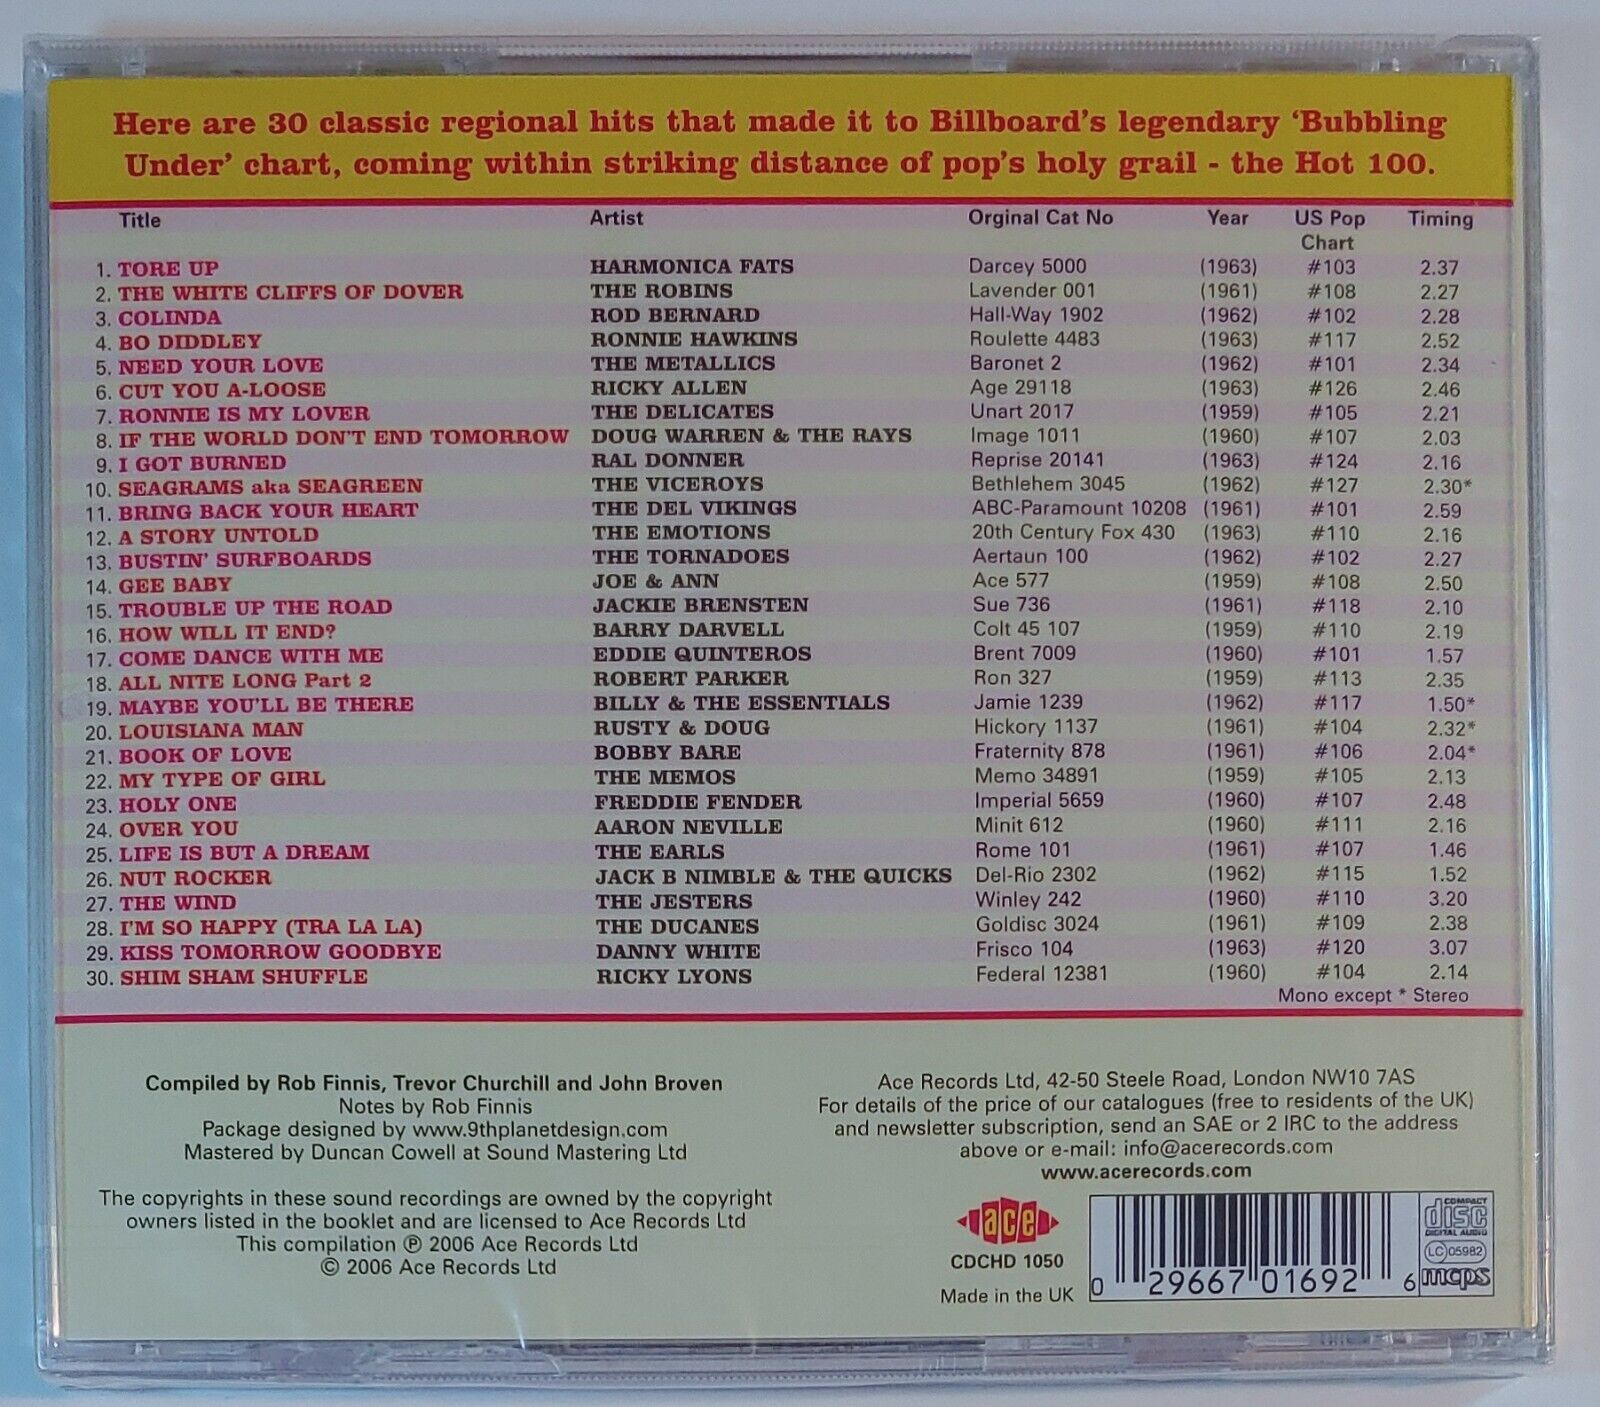 Here are 30 classic regional hits that made it to Billboard's legendary 'Bubbling
Under' chart, coming within striking distance of pop's holy grail - the Hot 100.
Title Artist Orginal Cat No Year US Pop Chart Timing
1. TORE UP HARMONICA FATS Darcey 5000 (1963) #103 2.37
2. THE WHITE CLIFFS OF DOVER THE ROBINS Lavender 001 (1961) #108 2.27
3. COLINDA ROD BERNARD Hall-Way 1902 (1962) #102 2.28
4. BO DIDDLEY RONNIE HAWKINS Roulette 4483 (1963) #117 2.52
5. NEED YOUR LOVE THE METALLICS Baronet 2 (1962) #101 2.34
6. CUT YOU A-LOOSE RICKY ALLEN Age 29118 (1963) #126 2.46
7. RONNIE IS MY LOVER THE DELICATES Unart 2017 (1959) #105 2.21
8. IF THE WORLD DON'T END TOMORROW DOUG WARREN & THE RAYS Image 1011 (1960) #107 2.03
9. I GOT BURNED RAL DONNER Reprise 20141 (1963) #124 2.16
10. SEAGRAMS aka SEAGREEN THE VICEROYS Bethlehem 3045 (1962) #127 2.30*
11. BRING BACK YOUR HEART THE DEL VIKINGS ABC-Paramount 10208 (1961) #101 2.59
12. A STORY UNTOLD THE EMOTIONS 20th Century Fox 430 (1963) #110 2.16
13. BUSTIN' SURFBOARDS THE TORNADOES Aertaun 100 (1962) #102 2.27
14. GEE BABY JOE & ANN Ace 577 (1959) #108 2.50
15. TROUBLE UP THE ROAD JACKIE BRENSTEN Sue 736 (1961) #118 2.10
16. HOW WILL IT END? BARRY DARVELL Colt 45 107 (1959) #110 2.19
17. COME DANCE WITH ME EDDIE QUINTEROS Brent 7009 (1960) #101 1.57
18. ALL NITE LONG Part 2 ROBERT PARKER Ron 327 (1959) #113 2.35
19. MAYBE YOU'LL BE THERE BILLY & THE ESSENTIALS Jamie 1239 (1962) #117 1.50*
20. LOUISIANA MAN RUSTY & DOUG Hickory 1137 (1961) #104 2.32*
21. BOOK OF LOVE BOBBY BARE Fraternity 878 (1961) #106 2.04*
22. MY TYPE OF GIRL THE MEMOS Memo 34891 (1959) #105 2.13
23. HOLY ONE FREDDIE FENDER Imperial 5659 (1960) #107 2.48
24. OVER YOU AARON NEVILLE Minit 612 (1960) #111 2.16
25. LIFE IS BUT A DREAM THE EARLS Rome 101 (1961) #107 1.46
26. NUT ROCKER JACK B NIMBLE & THE QUICKS Del-Rio 2302 (1962) #115 1.52
27. THE WIND THE JESTERS Winley 242 (1960) #110 3.20
28. I'M SO HAPPY (TRA LA LA) THE DUCANES Goldisc 3024 (1961) #109 2.38
29. KISS TOMORROW GOODBYE DANNY WHITE Frisco 104 (1963) #120 3.07
30. SHIM SHAM SHUFFLE RICKY LYONS Federal 12381 (1960) #104 2.14
Mono except * Stereo
Compiled by Rob Finnis, Trevor Churchill and John Broven
Notes by Rob Finnis
Package designed by www.9thplanetdesign.com
Mastered by Duncan Cowell at Sound Mastering Ltd
The copyrights in these sound recordings are owned by the copyright
owners listed in the booklet and are licensed to Ace Records Ltd
This compilation ℗ 2006 Ace Records Ltd
© 2006 Ace Records Ltd
Ace Records Ltd, 42-50 Steele Road, London NW10 7AS
For details of the price of our catalogues (free to residents of the UK)
and newsletter subscription, send an SAE or 2 IRC to the address
above or e-mail: info@acerecords.com
www.acerecords.com
ace
CDCHD 1050
Made in the UK
0 29667 01692 6
COMPACT
disc
DIGITAL AUDIO
LC 05982
mcps